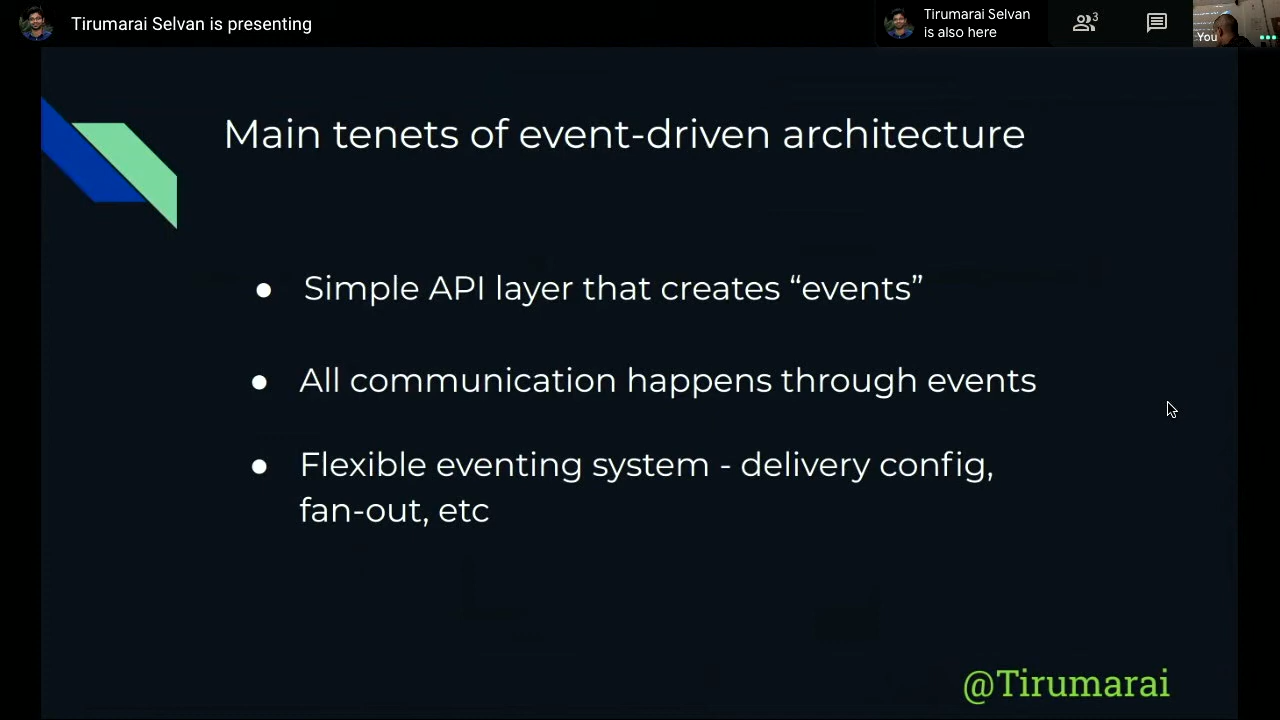 Tirumarai Selvan is presenting
Tirumarai Selvan
is also here
3
You
Main tenets of event-driven architecture
● Simple API layer that creates “events”
● All communication happens through events
● Flexible eventing system - delivery config,
fan-out, etc
@Tirumarai